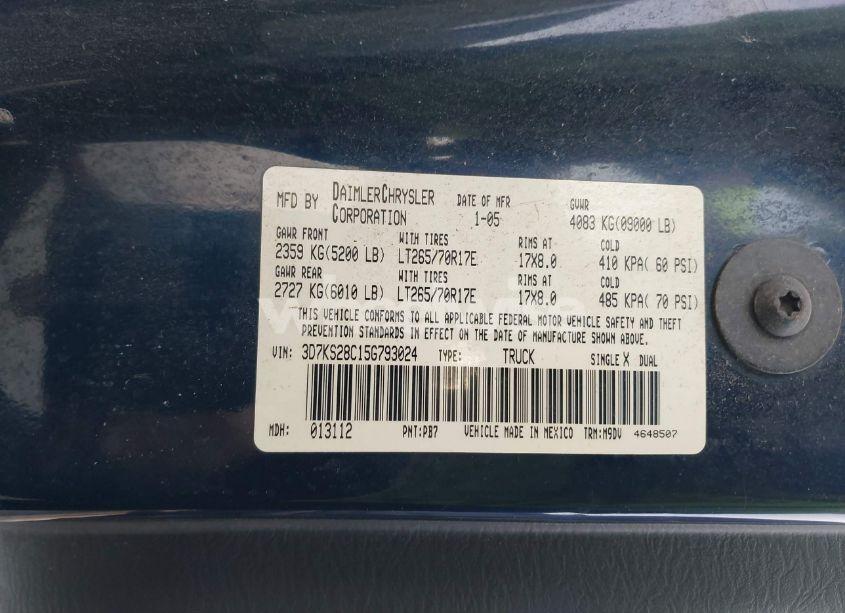 MFD BY DAIMLERCHRYSLER CORPORATION DATE OF MFR 1-05 GVWR 4083 KG(09000 LB)
GAWR FRONT WITH TIRES RIMS AT COLD
2359 KG(5200 LB) LT265/70R17E 17X8.0 410 KPA( 60 PSI)
GAWR REAR WITH TIRES RIMS AT COLD
2727 KG(6010 LB) LT265/70R17E 17X8.0 485 KPA( 70 PSI)
THIS VEHICLE CONFORMS TO ALL APPLICABLE FEDERAL MOTOR VEHICLE SAFETY AND THEFT
PREVENTION STANDARDS IN EFFECT ON THE DATE OF MANUFACTURE SHOWN ABOVE.
VIN: 3D7KS28C15G793024 TYPE: TRUCK SINGLE X DUAL
MDH: 013112 PNT:PB7 VEHICLE MADE IN MEXICO TRM:M9DV 4648507